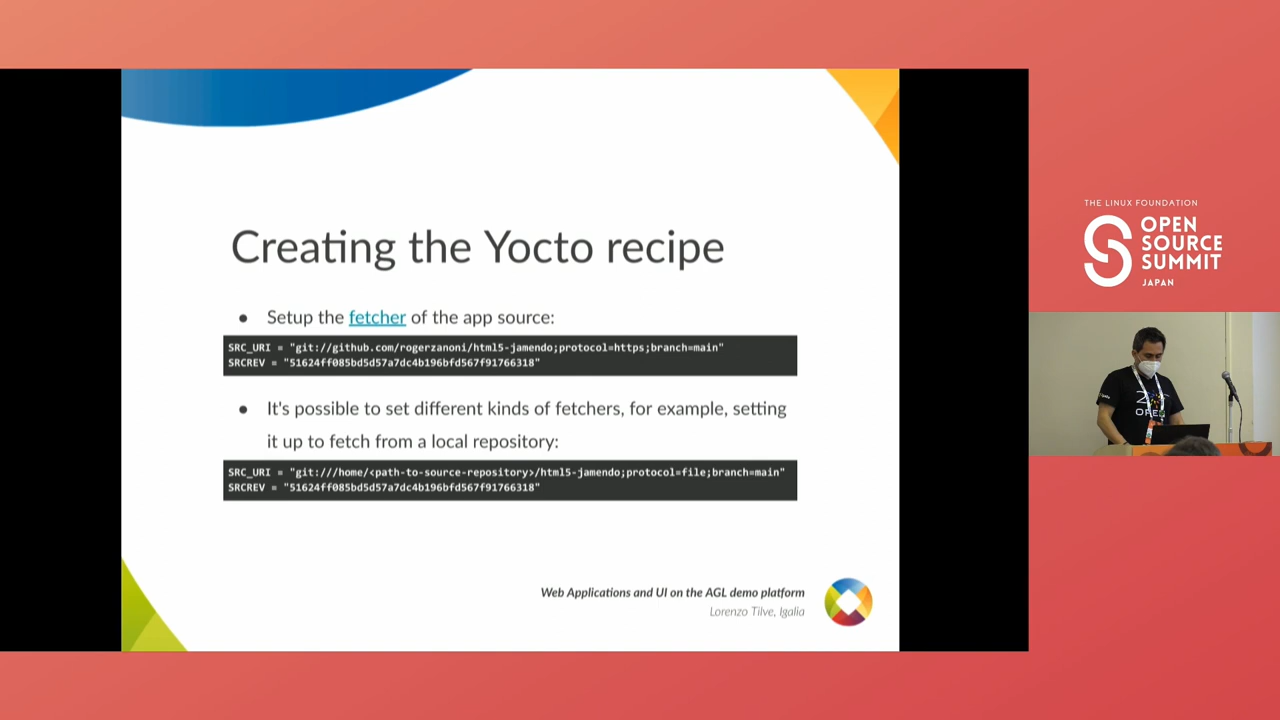 Creating the Yocto recipe
● Setup the fetcher of the app source:
SRC_URI = "git://github.com/rogerzanoni/html5-jamendo;protocol=https;branch=main"
SRCREV = "51624ff085bd5d57a7dc4b196bfd567f91766318"
● It's possible to set different kinds of fetchers, for example, setting
it up to fetch from a local repository:
SRC_URI = "git:///home/<path-to-source-repository>/html5-jamendo;protocol=file;branch=main"
SRCREV = "51624ff085bd5d57a7dc4b196bfd567f91766318"
Web Applications and UI on the AGL demo platform
Lorenzo Tilve, Igalia
THE LINUX FOUNDATION
OPEN
SOURCE
SUMMIT
JAPAN